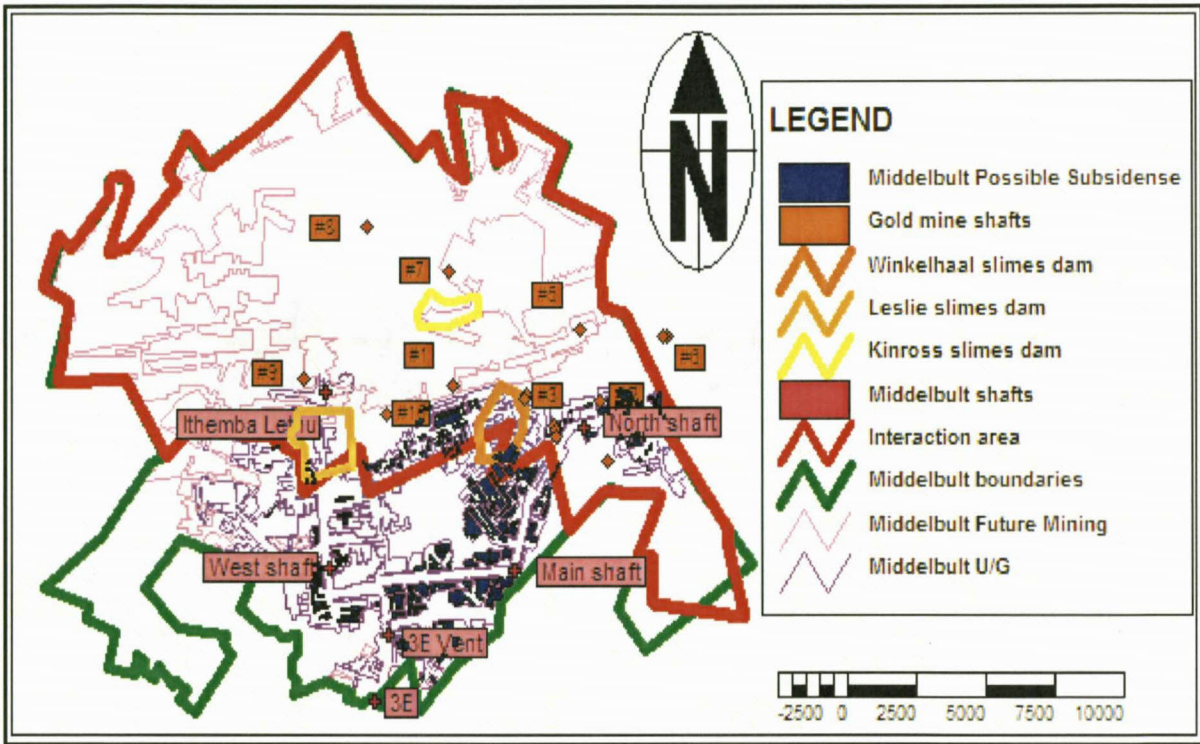 N
LEGEND
Middelbult Possible Subsidense
Gold mine shafts
Winkelhaal slimes dam
Leslie slimes dam
Kinross slimes dam
Middelbult shafts
Interaction area
Middelbult boundaries
Middelbult Future Mining
Middelbult U/G
#8
#7
#5
#1
#6
#9
#3
Ithemba
North shaft
West shaft
Main shaft
3E Vent
3E
-2500 0 2500 5000 7500 10000